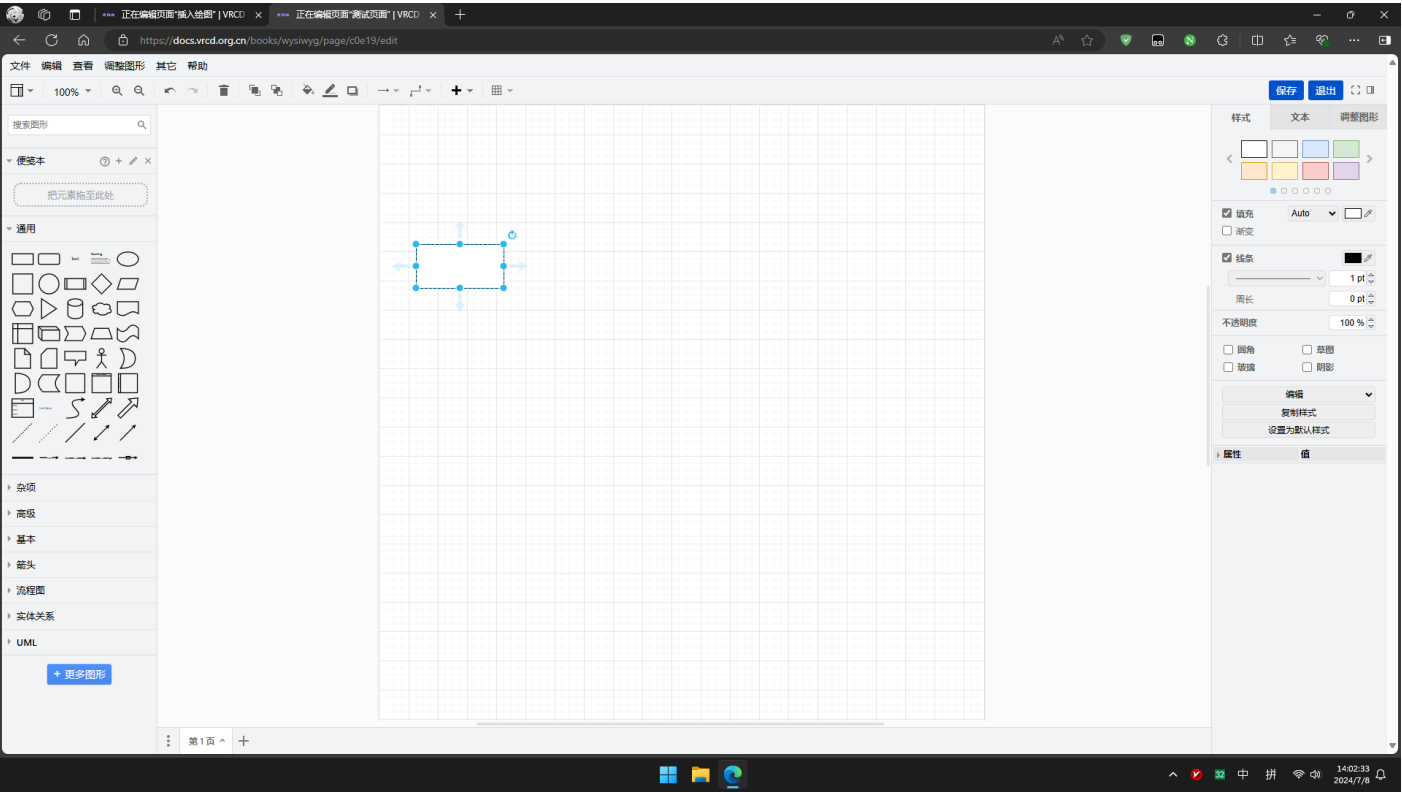 正在编辑页面"插入绘图" | VRCD
正在编辑页面"测试页面" | VRCD
https://docs.vrcd.org.cn/books/wysiwyg/page/c0e19/edit
文件 编辑 查看 调整图形 其它 帮助
100%
保存 退出
搜索图形
便笺本
把元素拖至此处
通用
Text
Heading
杂项
高级
基本
箭头
流程图
实体关系
UML
+ 更多图形
第 1 页
样式 文本 调整图形
填充 Auto
渐变
线条
1 pt
周长 0 pt
不透明度 100 %
圆角 草图
玻璃 阴影
编辑
复制样式
设置为默认样式
属性 值
32 中 拼
14:02:33
2024/7/8